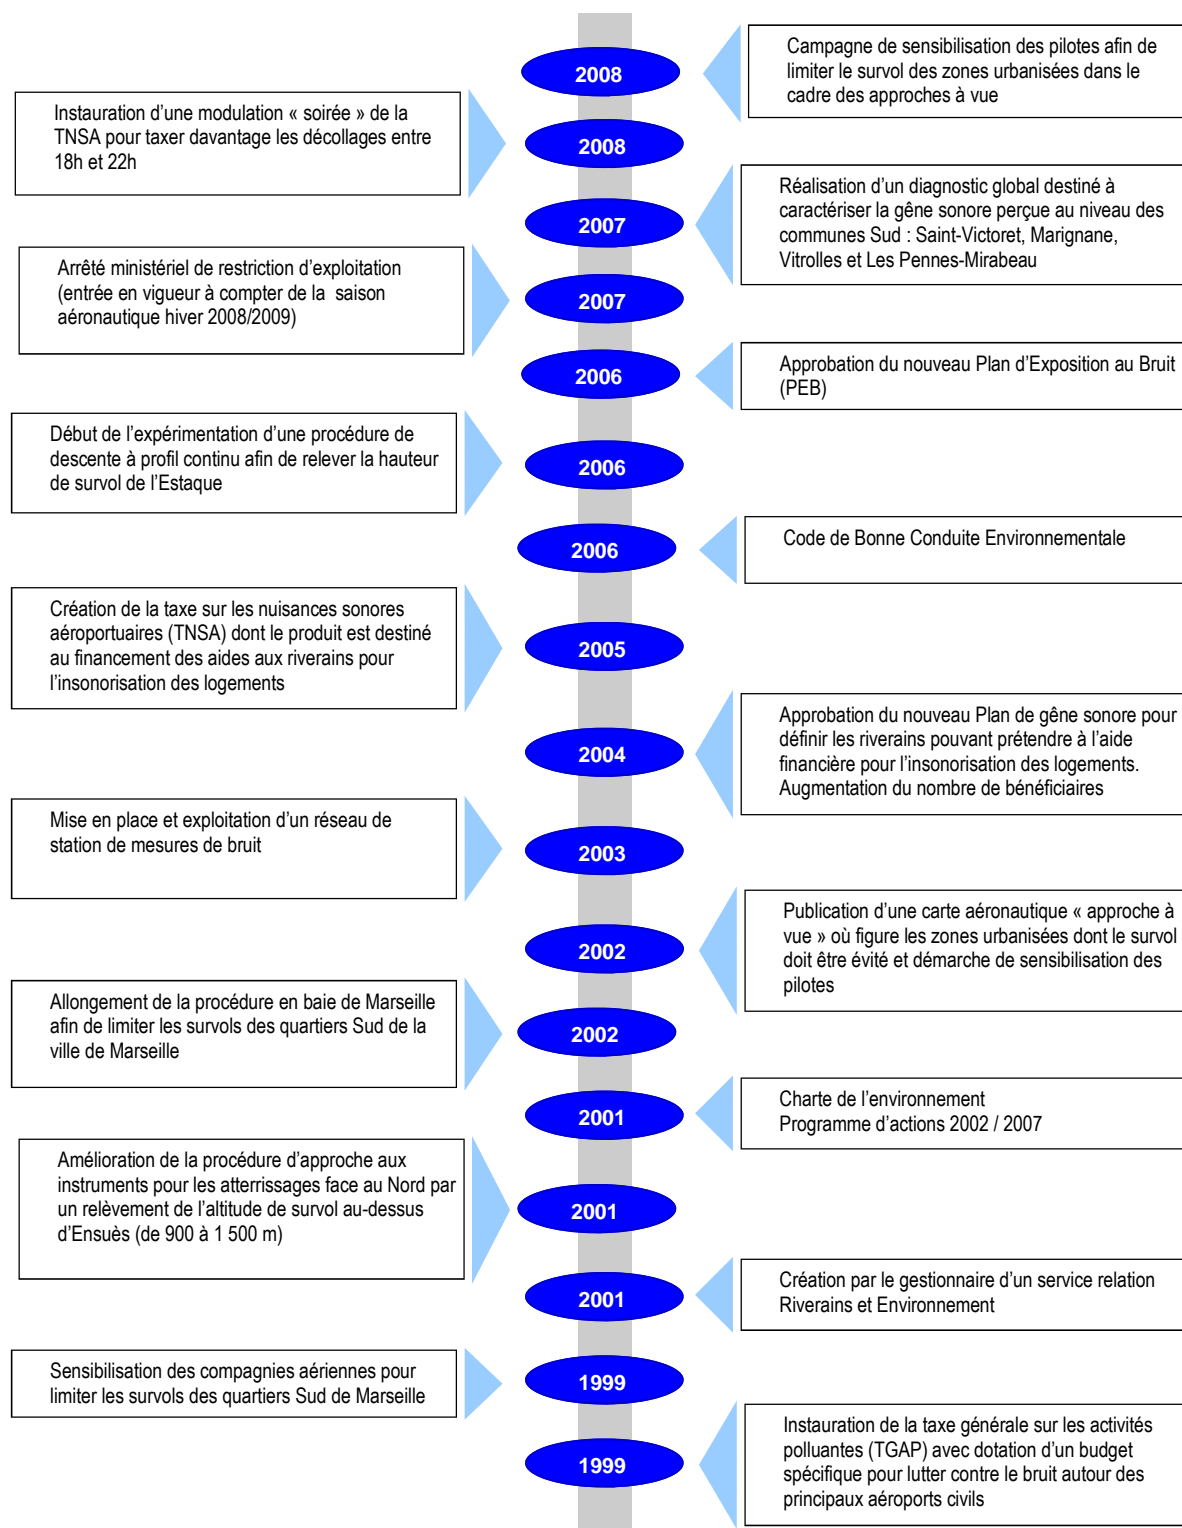 2008
Campagne de sensibilisation des pilotes afin de
limiter le survol des zones urbanisées dans le
cadre des approches à vue
Instauration d’une modulation « soirée » de la
TNSA pour taxer davantage les décollages entre
18h et 22h
2008
2007
Réalisation d’un diagnostic global destiné à
caractériser la gêne sonore perçue au niveau des
communes Sud : Saint-Victoret, Marignane,
Vitrolles et Les Pennes-Mirabeau
Arrêté ministériel de restriction d’exploitation
(entrée en vigueur à compter de la saison
aéronautique hiver 2008/2009)
2007
2006
Approbation du nouveau Plan d’Exposition au Bruit
(PEB)
Début de l’expérimentation d’une procédure de
descente à profil continu afin de relever la hauteur
de survol de l’Estaque
2006
2006
Code de Bonne Conduite Environnementale
Création de la taxe sur les nuisances sonores
aéroportuaires (TNSA) dont le produit est destiné
au financement des aides aux riverains pour
l’insonorisation des logements
2005
2004
Approbation du nouveau Plan de gêne sonore pour
définir les riverains pouvant prétendre à l’aide
financière pour l’insonorisation des logements.
Augmentation du nombre de bénéficiaires
Mise en place et exploitation d’un réseau de
station de mesures de bruit
2003
2002
Publication d’une carte aéronautique « approche à
vue » où figure les zones urbanisées dont le survol
doit être évité et démarche de sensibilisation des
pilotes
Allongement de la procédure en baie de Marseille
afin de limiter les survols des quartiers Sud de la
ville de Marseille
2002
2001
Charte de l’environnement
Programme d’actions 2002 / 2007
Amélioration de la procédure d’approche aux
instruments pour les atterrissages face au Nord par
un relèvement de l’altitude de survol au-dessus
d’Ensuès (de 900 à 1 500 m)
2001
2001
Création par le gestionnaire d’un service relation
Riverains et Environnement
Sensibilisation des compagnies aériennes pour
limiter les survols des quartiers Sud de Marseille
1999
1999
Instauration de la taxe générale sur les activités
polluantes (TGAP) avec dotation d’un budget
spécifique pour lutter contre le bruit autour des
principaux aéroports civils